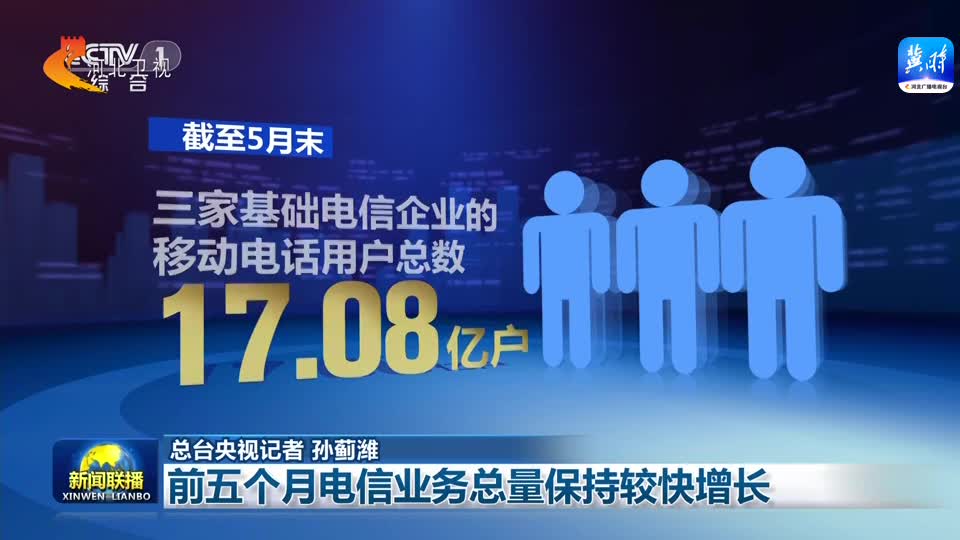 CCTV 1
河北卫视
综合
冀时
河北广播电视台
截至5月末
三家基础电信企业的
移动电话用户总数
17.08亿户
总台央视记者 孙蓟潍
新闻联播
XINWEN LIANBO
前五个月电信业务总量保持较快增长